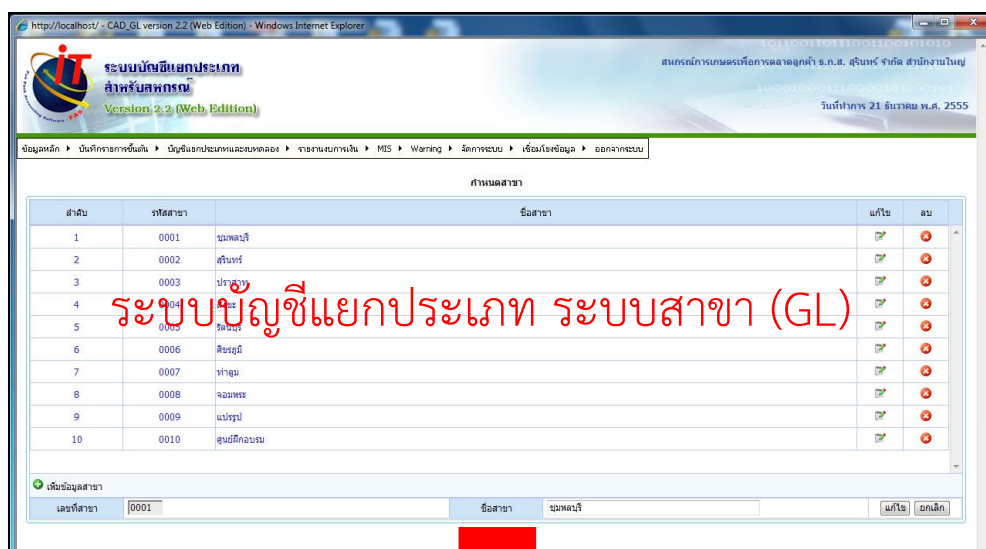 http://localhost/ - CAD_GL version 2.2 (Web Edition) - Windows Internet Explorer
ระบบบัญชีแยกประเภท
สำหรับสหกรณ์
Version 2.2 (Web Edition)
สหกรณ์การเกษตรเพื่อการตลาดลูกค้า ธ.ก.ส. สุรินทร์ จำกัด สำนักงานใหญ่
วันที่ทำการ 21 ธันวาคม พ.ศ. 2555
ข้อมูลหลัก บันทึกรายการขั้นต้น บัญชีแยกประเภทและงบทดลอง รายงานงบการเงิน MIS Warning จัดการระบบ เชื่อมโยงข้อมูล ออกจากระบบ
กำหนดสาขา
ลำดับ รหัสสาขา ชื่อสาขา แก้ไข ลบ
1 0001 ชุมพลบุรี
2 0002 สุรินทร์
3 0003 ปราสาท
4 0004
ระบบบัญชีแยกประเภท ระบบสาขา (GL)
5 0005 รัตนบุรี
6 0006 ศีขรภูมิ
7 0007 ท่าตูม
8 0008 จอมพระ
9 0009 แปรรูป
10 0010 ศูนย์ฝึกอบรม
เพิ่มข้อมูลสาขา
เลขที่สาขา 0001 ชื่อสาขา ชุมพลบุรี แก้ไข ยกเลิก